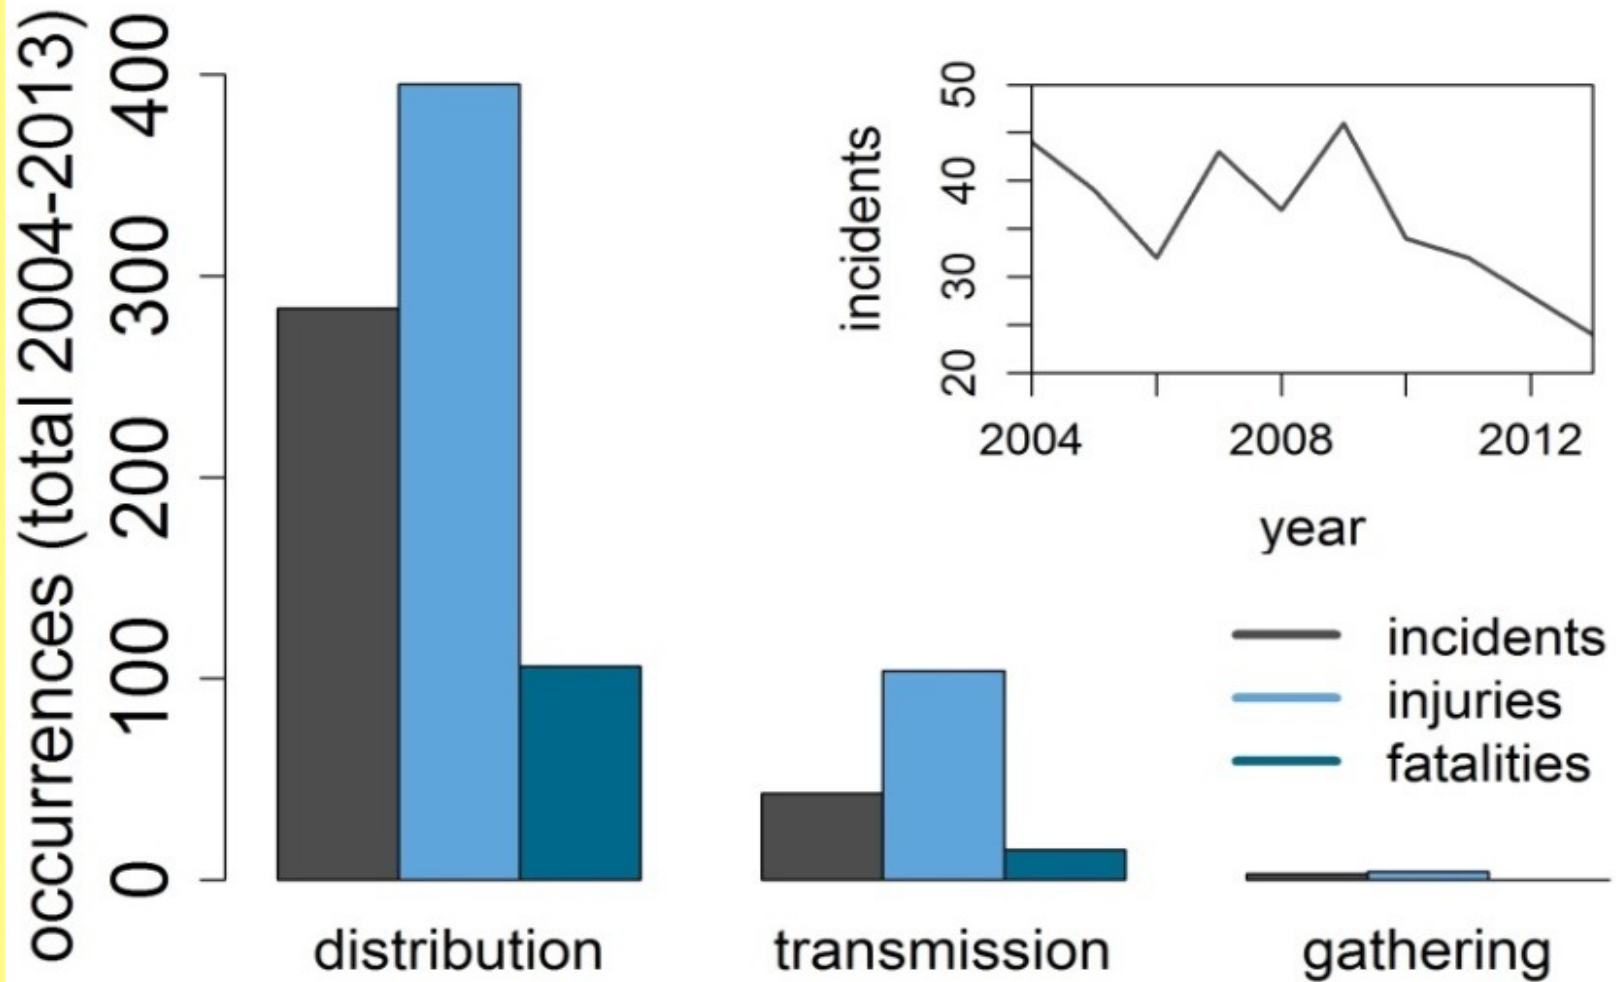 occurrences (total 2004-2013)
400
300
200
100
0
distribution
transmission
gathering
incidents
50
40
30
20
2004 2008 2012
year
incidents
injuries
fatalities